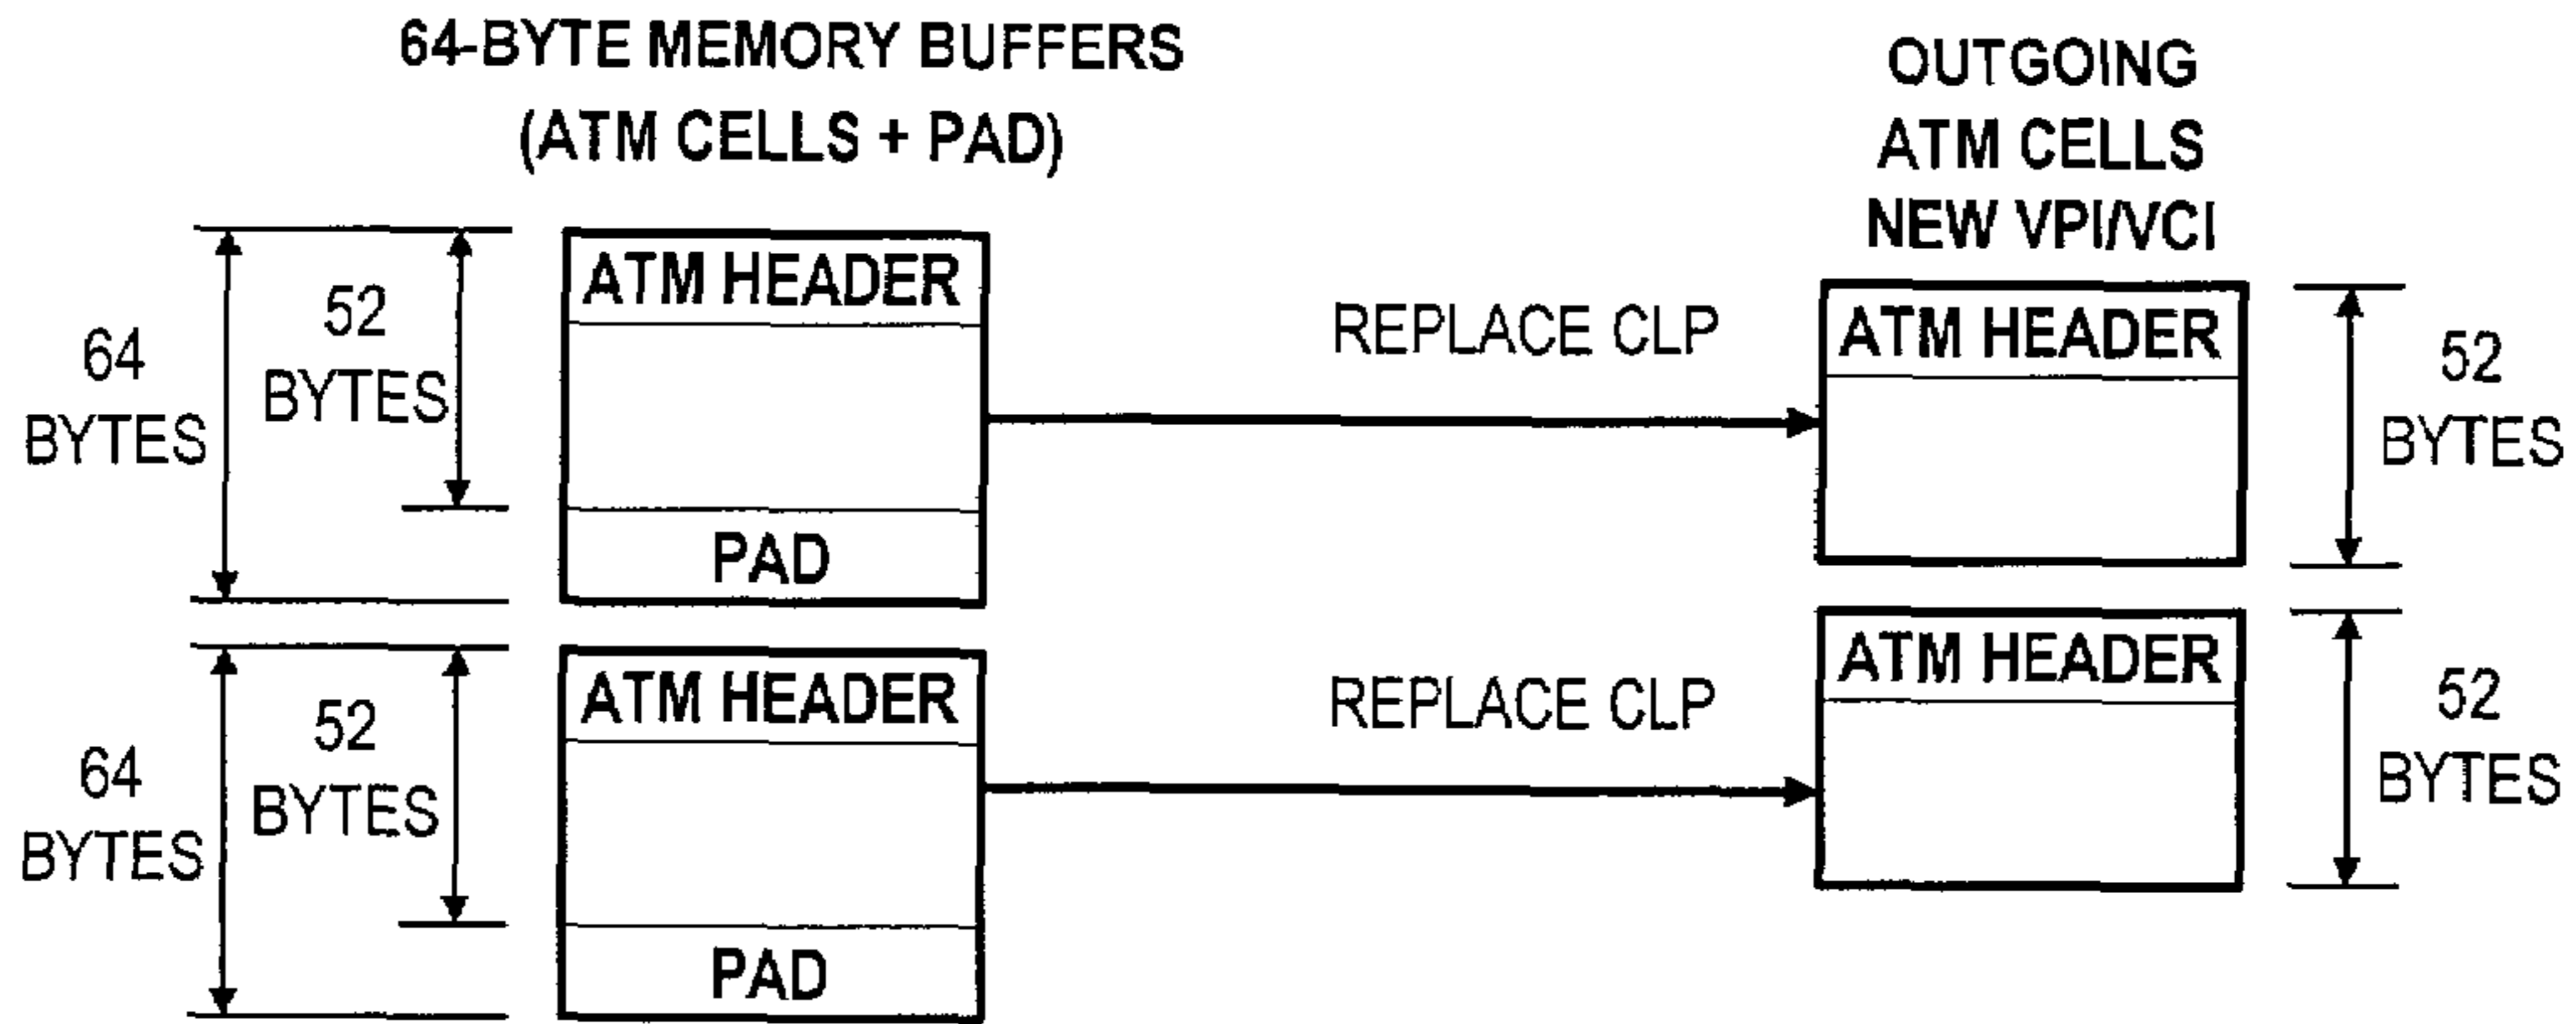 64-BYTE MEMORY BUFFERS
(ATM CELLS + PAD)
OUTGOING
ATM CELLS
NEW VPI/VCI
64
BYTES
52
BYTES
ATM HEADER
PAD
REPLACE CLP
ATM HEADER
52
BYTES
64
BYTES
52
BYTES
ATM HEADER
PAD
REPLACE CLP
ATM HEADER
52
BYTES